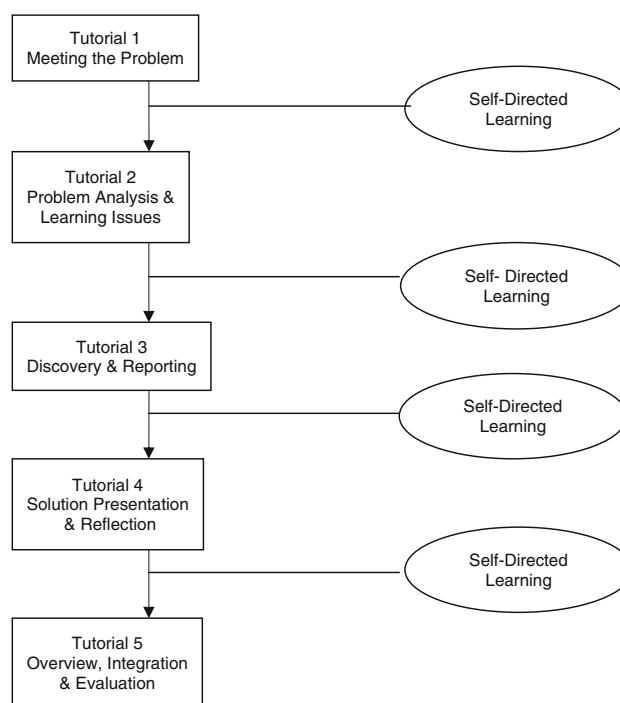 Tutorial 1
Meeting the Problem
Self-Directed
Learning
Tutorial 2
Problem Analysis &
Learning Issues
Self- Directed
Learning
Tutorial 3
Discovery & Reporting
Self-Directed
Learning
Tutorial 4
Solution Presentation
& Reflection
Self-Directed
Learning
Tutorial 5
Overview, Integration
& Evaluation